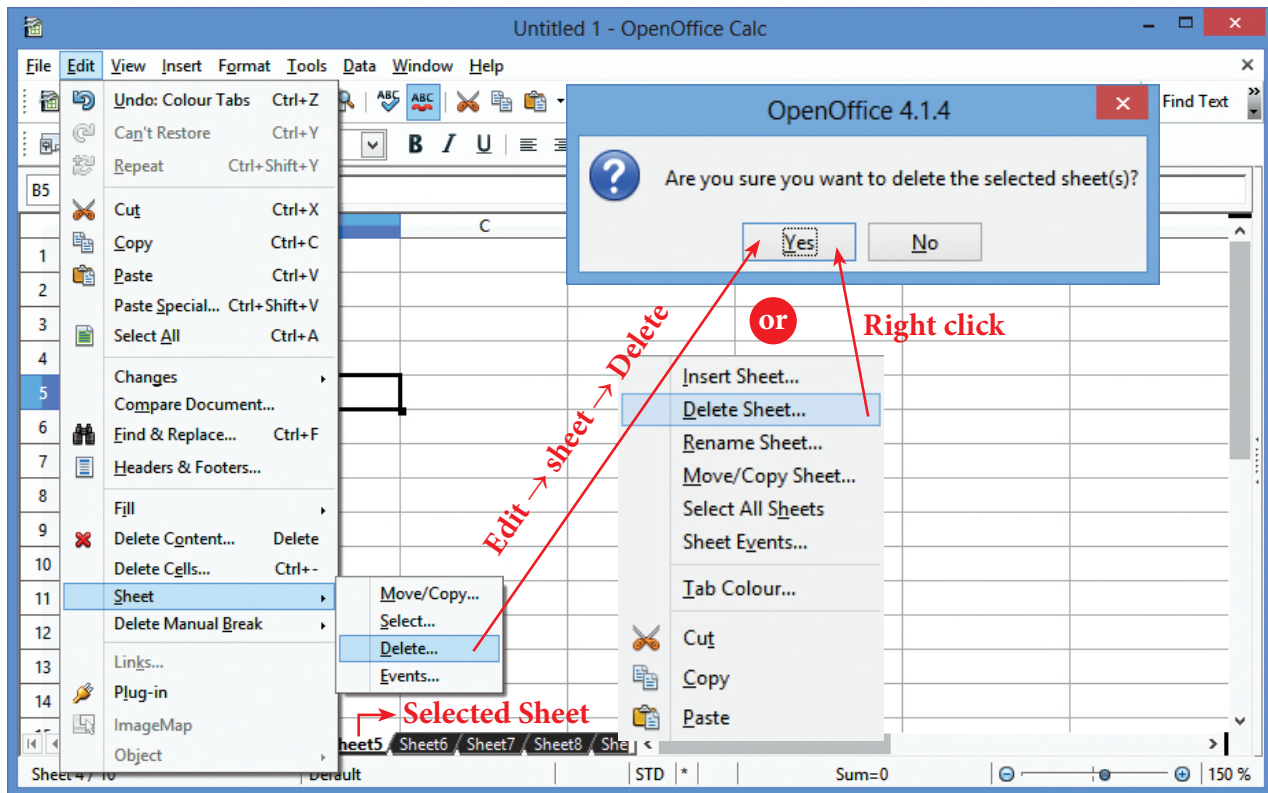 Untitled 1 - OpenOffice Calc
File Edit View Insert Format Tools Data Window Help
Undo: Colour Tabs Ctrl+Z
Can't Restore Ctrl+Y
Repeat Ctrl+Shift+Y
Cut Ctrl+X
Copy Ctrl+C
Paste Ctrl+V
Paste Special... Ctrl+Shift+V
Select All Ctrl+A
Changes
Compare Document...
Find & Replace... Ctrl+F
Headers & Footers...
Fill
Delete Content... Delete
Delete Cells... Ctrl+-
Sheet
Delete Manual Break
Links...
Plug-in
ImageMap
Object
Move/Copy...
Select...
Delete...
Events...
ABC ABC
B I U
Find Text
OpenOffice 4.1.4
Are you sure you want to delete the selected sheet(s)?
Yes No
B5
C
1
2
3
4
5
6
7
8
9
10
11
12
13
14
Edit → sheet → Delete
or
Right click
Insert Sheet...
Delete Sheet...
Rename Sheet...
Move/Copy Sheet...
Select All Sheets
Sheet Events...
Tab Colour...
Cut
Copy
Paste
Selected Sheet
heet5 Sheet6 Sheet7 Sheet8 She
Sheet 4 / 10 Default STD * Sum=0 150 %